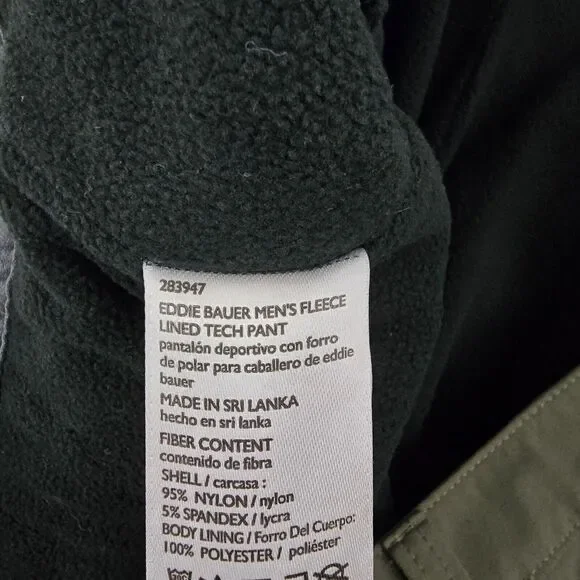 283947
EDDIE BAUER MEN'S FLEECE
LINED TECH PANT
pantalón deportivo con forro
de polar para caballero de eddie
bauer
MADE IN SRI LANKA
hecho en sri lanka
FIBER CONTENT
contenido de fibra
SHELL / carcasa :
95% NYLON / nylon
5% SPANDEX / lycra
BODY LINING / Forro Del Cuerpo:
100% POLYESTER / poliéster